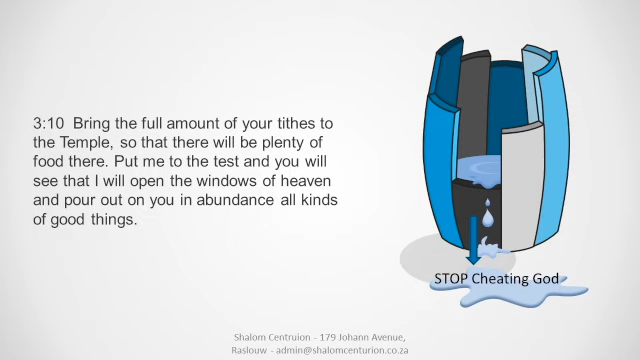 3:10  Bring the full amount of your tithes to
the Temple, so that there will be plenty of
food there. Put me to the test and you will
see that I will open the windows of heaven
and pour out on you in abundance all kinds
of good things.
STOP Cheating God
Shalom Centruion - 179 Johann Avenue,
Raslouw - admin@shalomcenturion.co.za